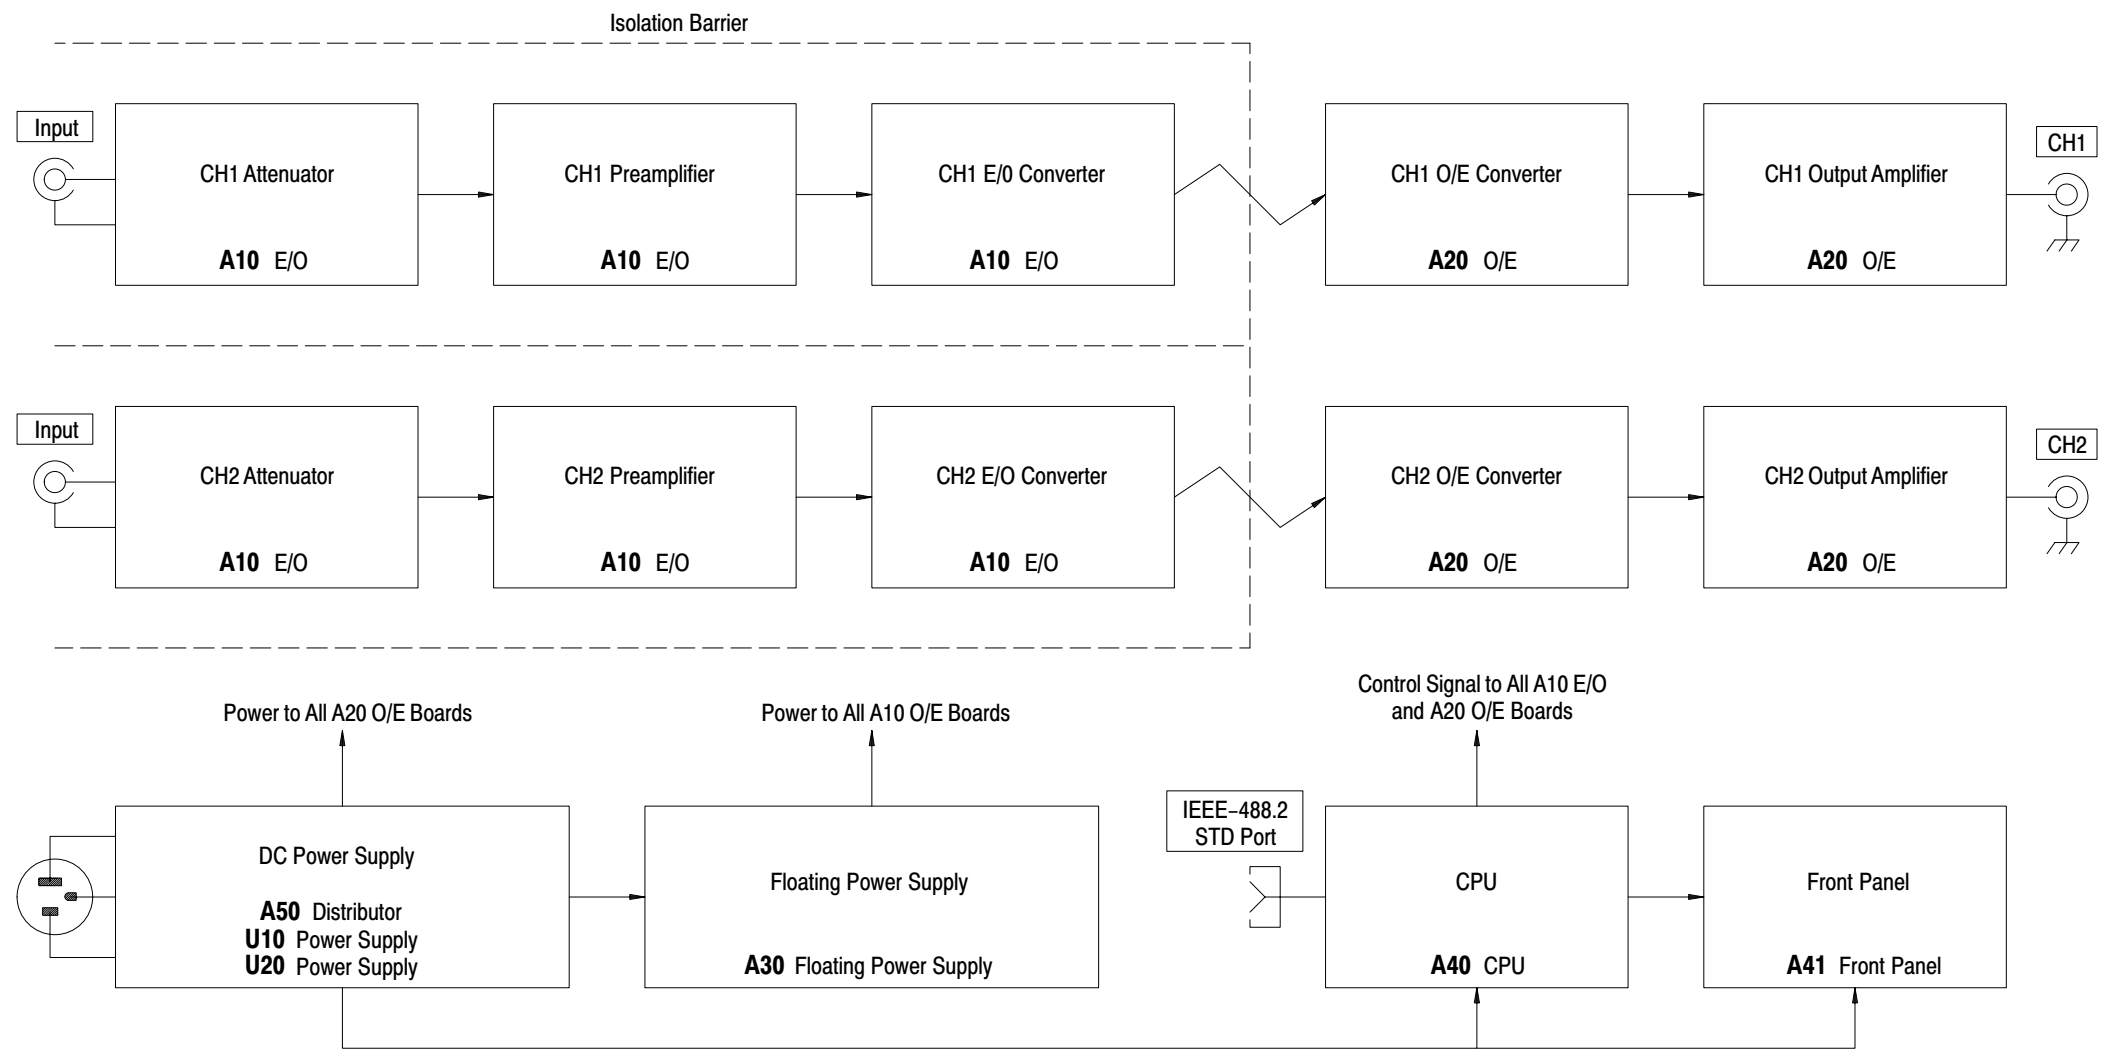 Isolation Barrier
Input
CH1 Attenuator
A10 E/O
CH1 Preamplifier
A10 E/O
CH1 E/0 Converter
A10 E/O
CH1 O/E Converter
A20 O/E
CH1 Output Amplifier
A20 O/E
CH1
Input
CH2 Attenuator
A10 E/O
CH2 Preamplifier
A10 E/O
CH2 E/O Converter
A10 E/O
CH2 O/E Converter
A20 O/E
CH2 Output Amplifier
A20 O/E
CH2
Power to All A20 O/E Boards
Power to All A10 O/E Boards
Control Signal to All A10 E/O
and A20 O/E Boards
DC Power Supply
A50 Distributor
U10 Power Supply
U20 Power Supply
Floating Power Supply
A30 Floating Power Supply
IEEE–488.2
STD Port
CPU
A40 CPU
Front Panel
A41 Front Panel